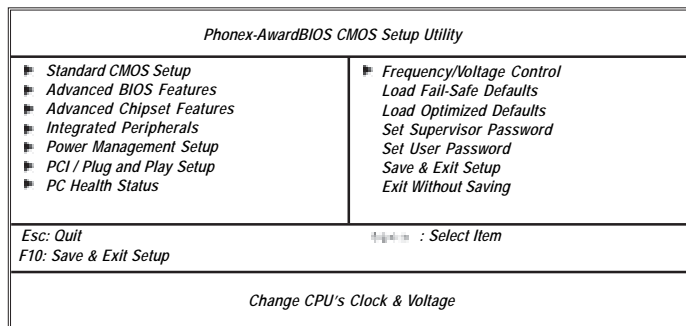 Phonex-AwardBIOS CMOS Setup Utility
Standard CMOS Setup
Advanced BIOS Features
Advanced Chipset Features
Integrated Peripherals
Power Management Setup
PCI / Plug and Play Setup
PC Health Status
Frequency/Voltage Control
Load Fail-Safe Defaults
Load Optimized Defaults
Set Supervisor Password
Set User Password
Save & Exit Setup
Exit Without Saving
Esc: Quit
: Select Item
F10: Save & Exit Setup
Change CPU's Clock & Voltage